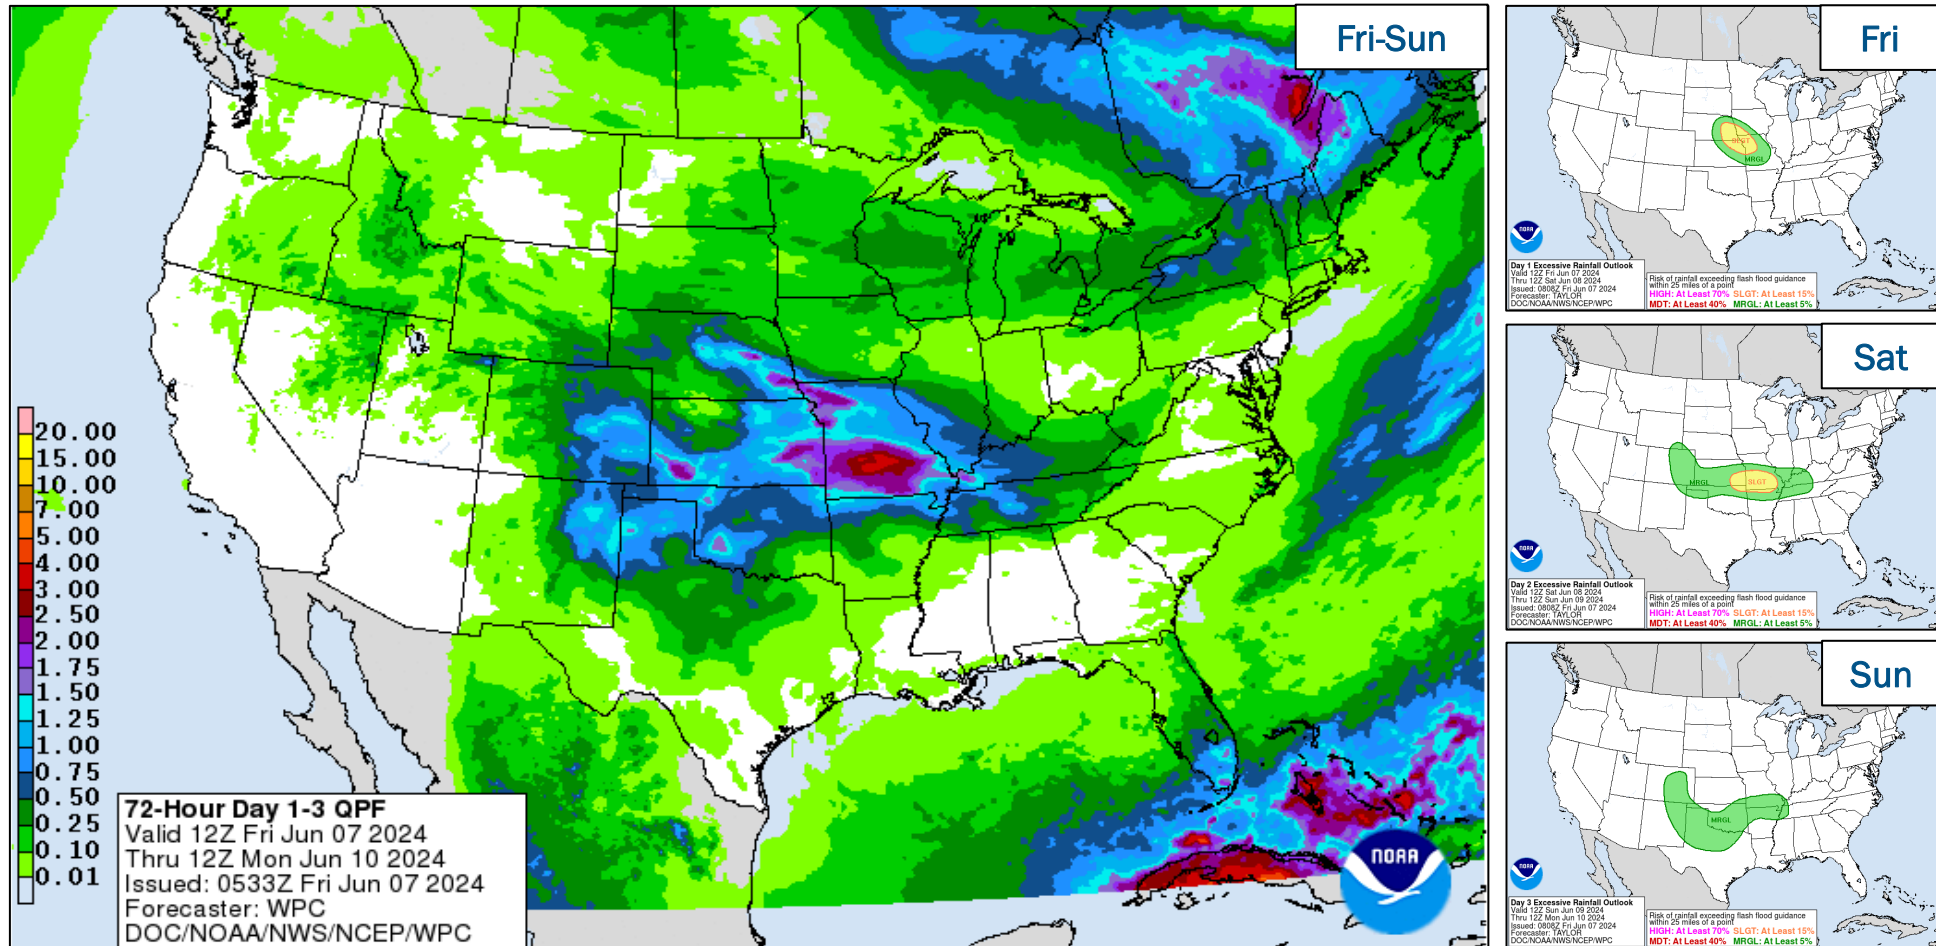 Fri-Sun
20.00
15.00
10.00
7.00
5.00
4.00
3.00
2.50
2.00
1.75
1.50
1.25
1.00
0.75
0.50
0.25
0.10
0.01
72-Hour Day 1-3 QPF
Valid 12Z Fri Jun 07 2024
Thru 12Z Mon Jun 10 2024
Issued: 0533Z Fri Jun 07 2024
Forecaster: WPC
DOC/NOAA/NWS/NCEP/WPC
NOAA
Fri
SLGT
MRGL
NOAA
Day 1 Excessive Rainfall Outlook
Valid 12Z Fri Jun 07 2024
Thru 12Z Sat Jun 08 2024
Issued: 0808Z Fri Jun 07 2024
Forecaster: TAYLOR
DOC/NOAA/NWS/NCEP/WPC
Risk of rainfall exceeding flash flood guidance
within 25 miles of a point
HIGH: At Least 70% SLGT: At Least 15%
MDT: At Least 40% MRGL: At Least 5%
Sat
MRGL
SLGT
NOAA
Day 2 Excessive Rainfall Outlook
Valid 12Z Sat Jun 08 2024
Thru 12Z Sun Jun 09 2024
Issued: 0808Z Fri Jun 07 2024
Forecaster: TAYLOR
DOC/NOAA/NWS/NCEP/WPC
Risk of rainfall exceeding flash flood guidance
within 25 miles of a point
HIGH: At Least 70% SLGT: At Least 15%
MDT: At Least 40% MRGL: At Least 5%
Sun
MRGL
NOAA
Day 3 Excessive Rainfall Outlook
Valid 12Z Sun Jun 09 2024
Thru 12Z Mon Jun 10 2024
Issued: 0808Z Fri Jun 07 2024
Forecaster: TAYLOR
DOC/NOAA/NWS/NCEP/WPC
Risk of rainfall exceeding flash flood guidance
within 25 miles of a point
HIGH: At Least 70% SLGT: At Least 15%
MDT: At Least 40% MRGL: At Least 5%